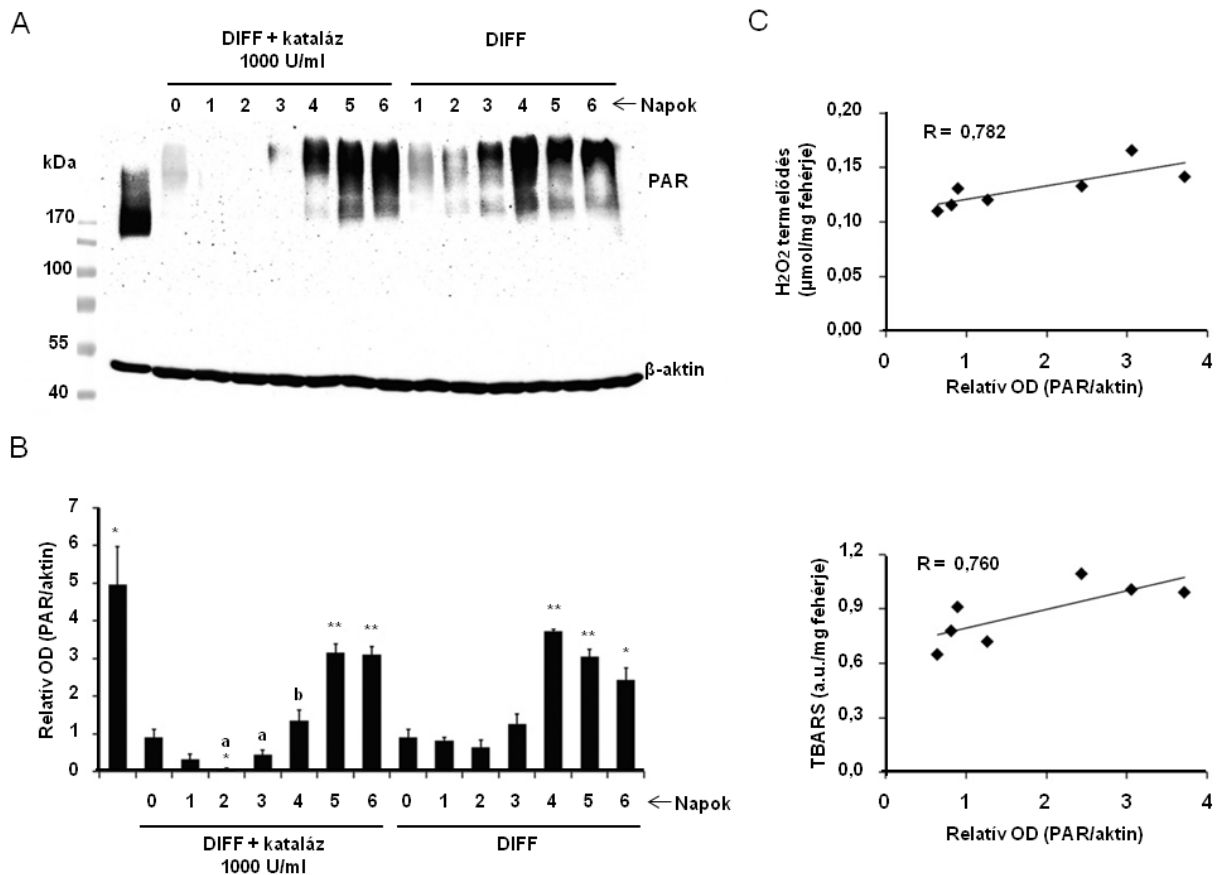 A
DIFF + kataláz
1000 U/ml
DIFF
0 1 2 3 4 5 6 1 2 3 4 5 6 ←Napok
kDa
170
100
55
40
PAR
β-aktin
B
Relatív OD (PAR/aktin)
7
6
5
4
3
2
1
0
*
a
*
a
b
**
**
**
**
*
0 1 2 3 4 5 6 0 1 2 3 4 5 6 ←Napok
DIFF + kataláz
1000 U/ml
DIFF
C
H2O2 termelődés
(µmol/mg fehérje)
0,20
0,15
0,10
0,05
0,00
R = 0,782
0 1 2 3 4
Relatív OD (PAR/aktin)
TBARS (a.u./mg fehérje)
1,2
0,9
0,6
0,3
0,0
R = 0,760
0 1 2 3 4
Relatív OD (PAR/aktin)